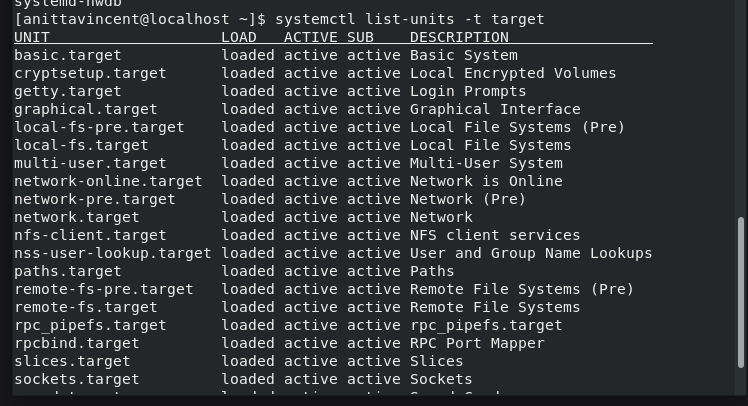 systemd-hwdb
[anittavincent@localhost ~]$ systemctl list-units -t target
UNIT LOAD ACTIVE SUB DESCRIPTION
basic.target loaded active active Basic System
cryptsetup.target loaded active active Local Encrypted Volumes
getty.target loaded active active Login Prompts
graphical.target loaded active active Graphical Interface
local-fs-pre.target loaded active active Local File Systems (Pre)
local-fs.target loaded active active Local File Systems
multi-user.target loaded active active Multi-User System
network-online.target loaded active active Network is Online
network-pre.target loaded active active Network (Pre)
network.target loaded active active Network
nfs-client.target loaded active active NFS client services
nss-user-lookup.target loaded active active User and Group Name Lookups
paths.target loaded active active Paths
remote-fs-pre.target loaded active active Remote File Systems (Pre)
remote-fs.target loaded active active Remote File Systems
rpc_pipefs.target loaded active active rpc_pipefs.target
rpcbind.target loaded active active RPC Port Mapper
slices.target loaded active active Slices
sockets.target loaded active active Sockets